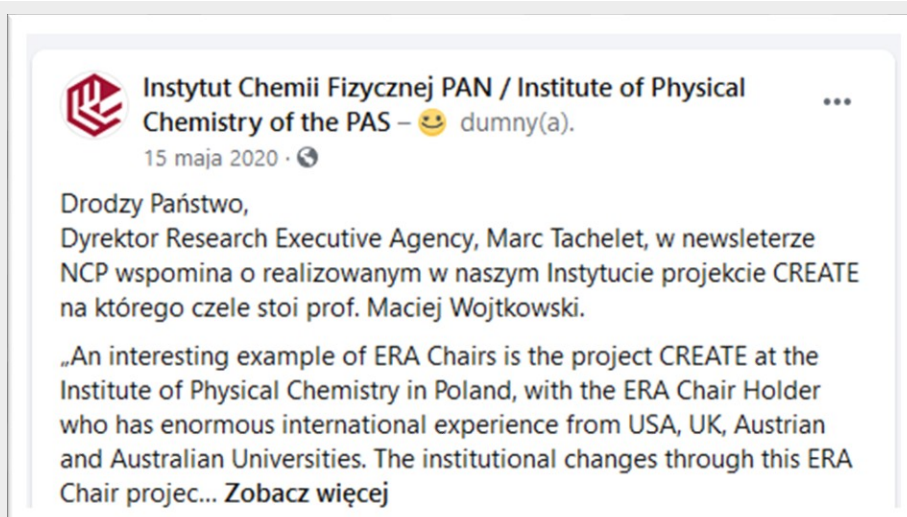 Instytut Chemii Fizycznej PAN / Institute of Physical
Chemistry of the PAS – 😀 dumny(a).
15 maja 2020 ·
Drodzy Państwo,
Dyrektor Research Executive Agency, Marc Tachelet, w newsleterze
NCP wspomina o realizowanym w naszym Instytucie projekcie CREATE
na którego czele stoi prof. Maciej Wojtkowski.
„An interesting example of ERA Chairs is the project CREATE at the
Institute of Physical Chemistry in Poland, with the ERA Chair Holder
who has enormous international experience from USA, UK, Austrian
and Australian Universities. The institutional changes through this ERA
Chair projec... Zobacz więcej